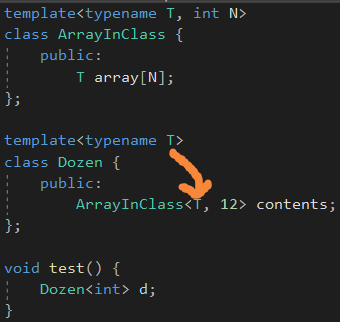 template<typename T, int N>
class ArrayInClass {
    public:
        T array[N];
};

template<typename T>
class Dozen {
    public:
        ArrayInClass<T, 12> contents;
};

void test() {
    Dozen<int> d;
}